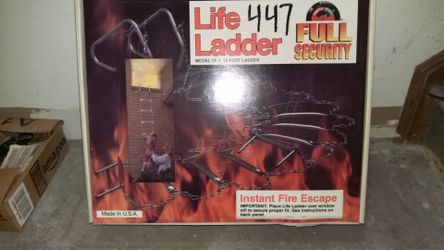 Life 447
Ladder
MODEL CF 1 15 FOOT LADDER
FULL
SECURITY
amazon
Instant Fire Escape
IMPORTANT: Place Life Ladder over window
sill to assure proper fit. See instructions on
back panel.
Made In U.S.A.